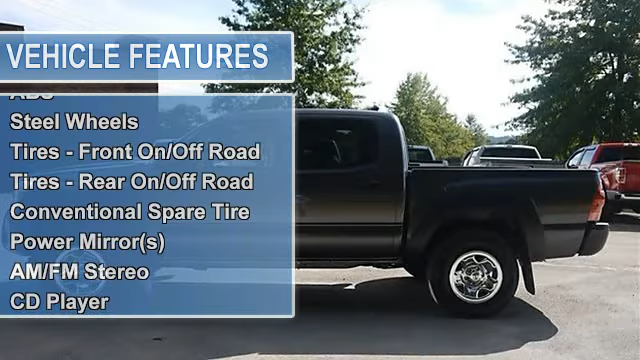 VEHICLE FEATURES
ABS
Steel Wheels
Tires - Front On/Off Road
Tires - Rear On/Off Road
Conventional Spare Tire
Power Mirror(s)
AM/FM Stereo
CD Player